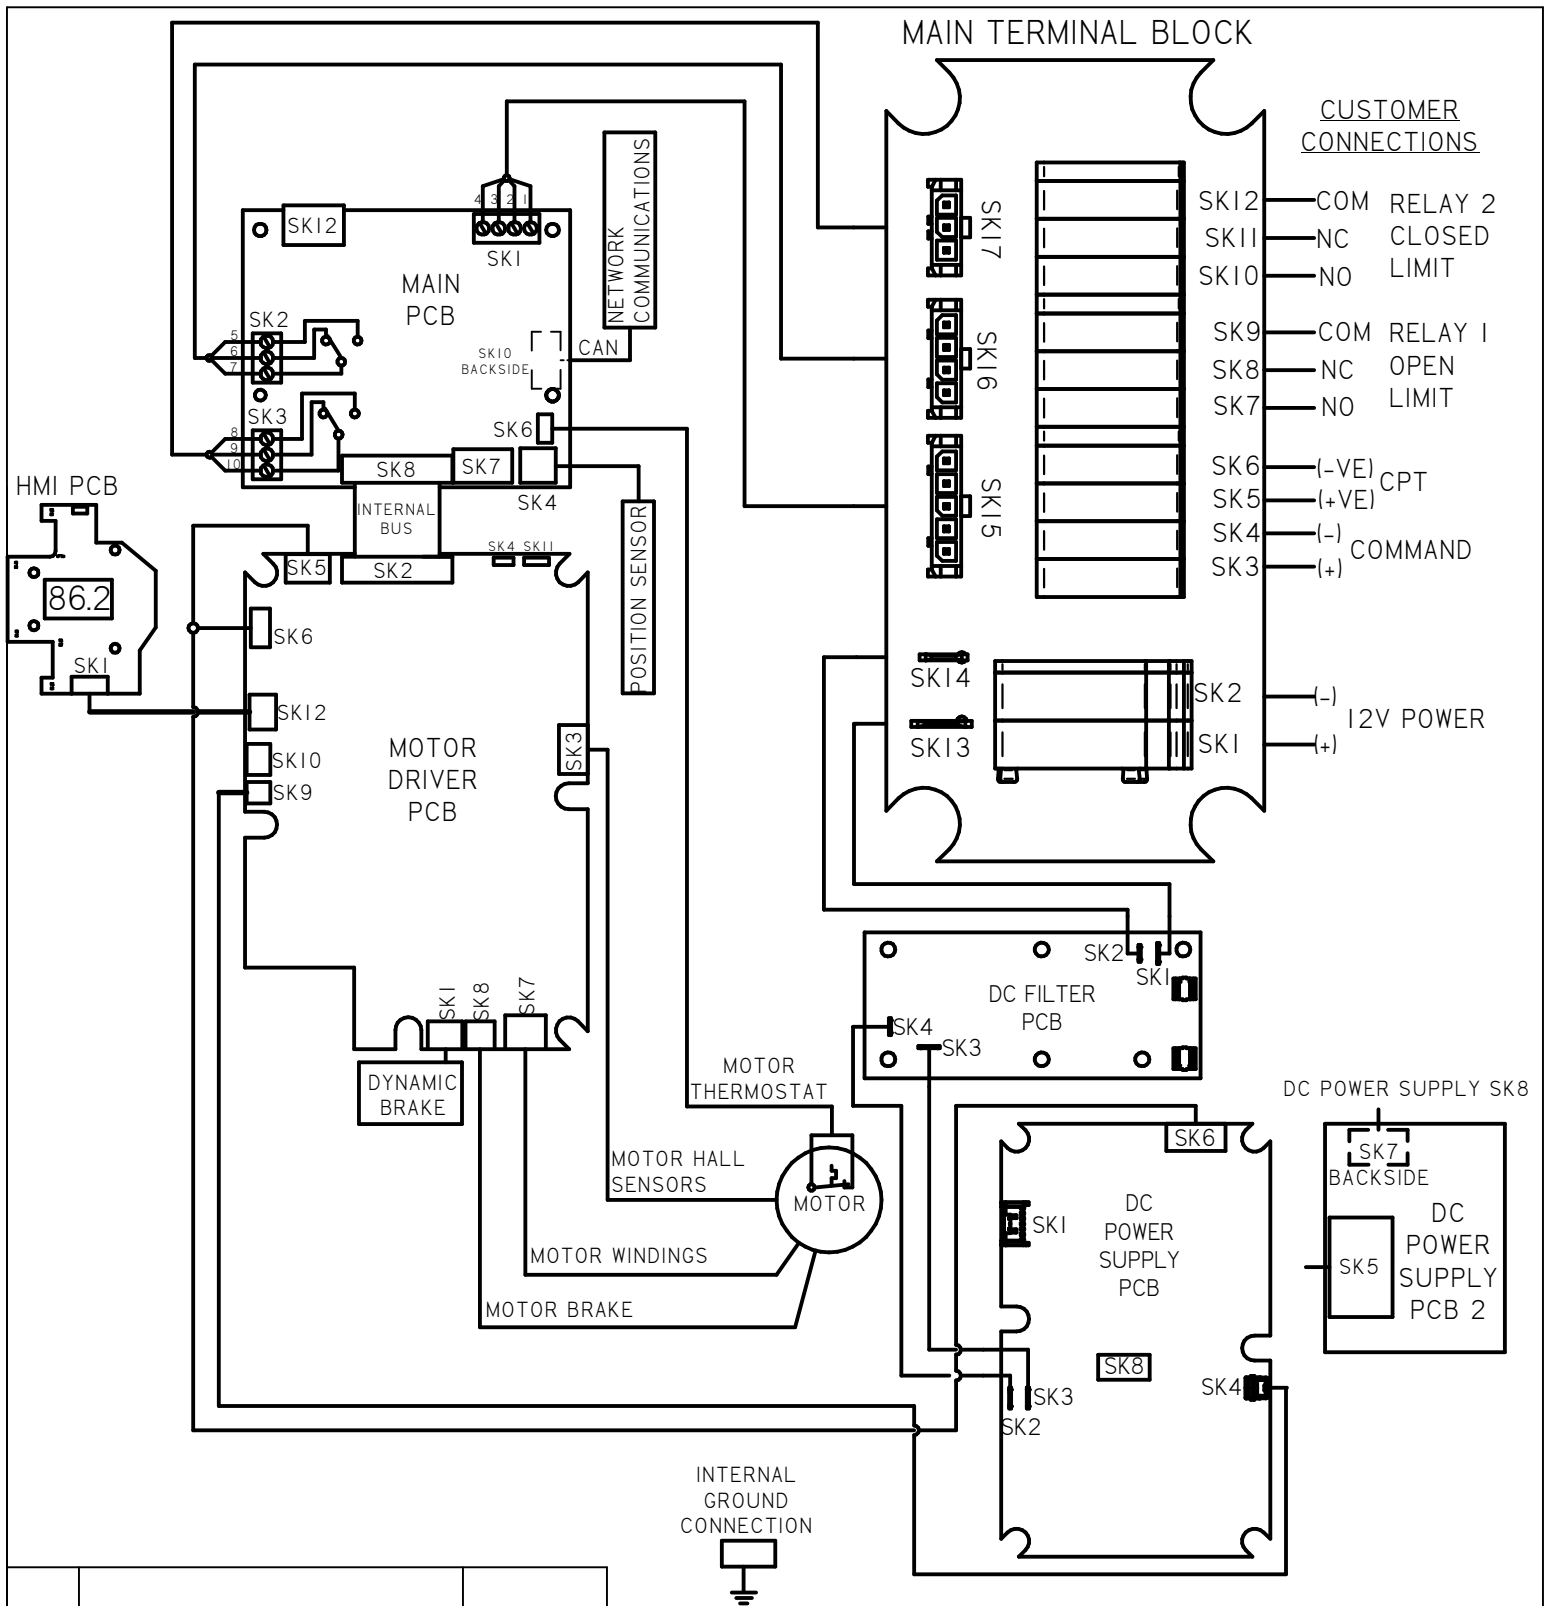 MAIN TERMINAL BLOCK
CUSTOMER
CONNECTIONS
SK17
SK16
SK15
SK14
SK13
SK12
COM
RELAY 2
SK11
NC
CLOSED
SK10
NO
LIMIT
SK9
COM
RELAY 1
SK8
NC
OPEN
SK7
NO
LIMIT
SK6
(-VE)
CPT
SK5
(+VE)
SK4
(-)
COMMAND
SK3
(+)
SK2
(-)
12V POWER
SK1
(+)
NETWORK
COMMUNICATIONS
4 3 2 1
SK12
SK1
MAIN
PCB
SK2
5
6
7
SK10
BACKSIDE
CAN
SK3
8
9
10
SK6
SK8
SK7
SK4
INTERNAL
BUS
POSITION SENSOR
HMI PCB
86.2
SK1
SK5
SK2
SK4 SK11
SK6
SK12
SK10
SK9
SK3
MOTOR
DRIVER
PCB
SK1
SK8
SK7
DYNAMIC
BRAKE
MOTOR
THERMOSTAT
MOTOR HALL
SENSORS
MOTOR
MOTOR WINDINGS
MOTOR BRAKE
SK2
SK1
DC FILTER
PCB
SK4
SK3
SK6
SK1
DC
POWER
SUPPLY
PCB
SK8
SK3
SK2
SK4
DC POWER SUPPLY SK8
SK7
BACKSIDE
SK5
DC
POWER
SUPPLY
PCB 2
INTERNAL
GROUND
CONNECTION